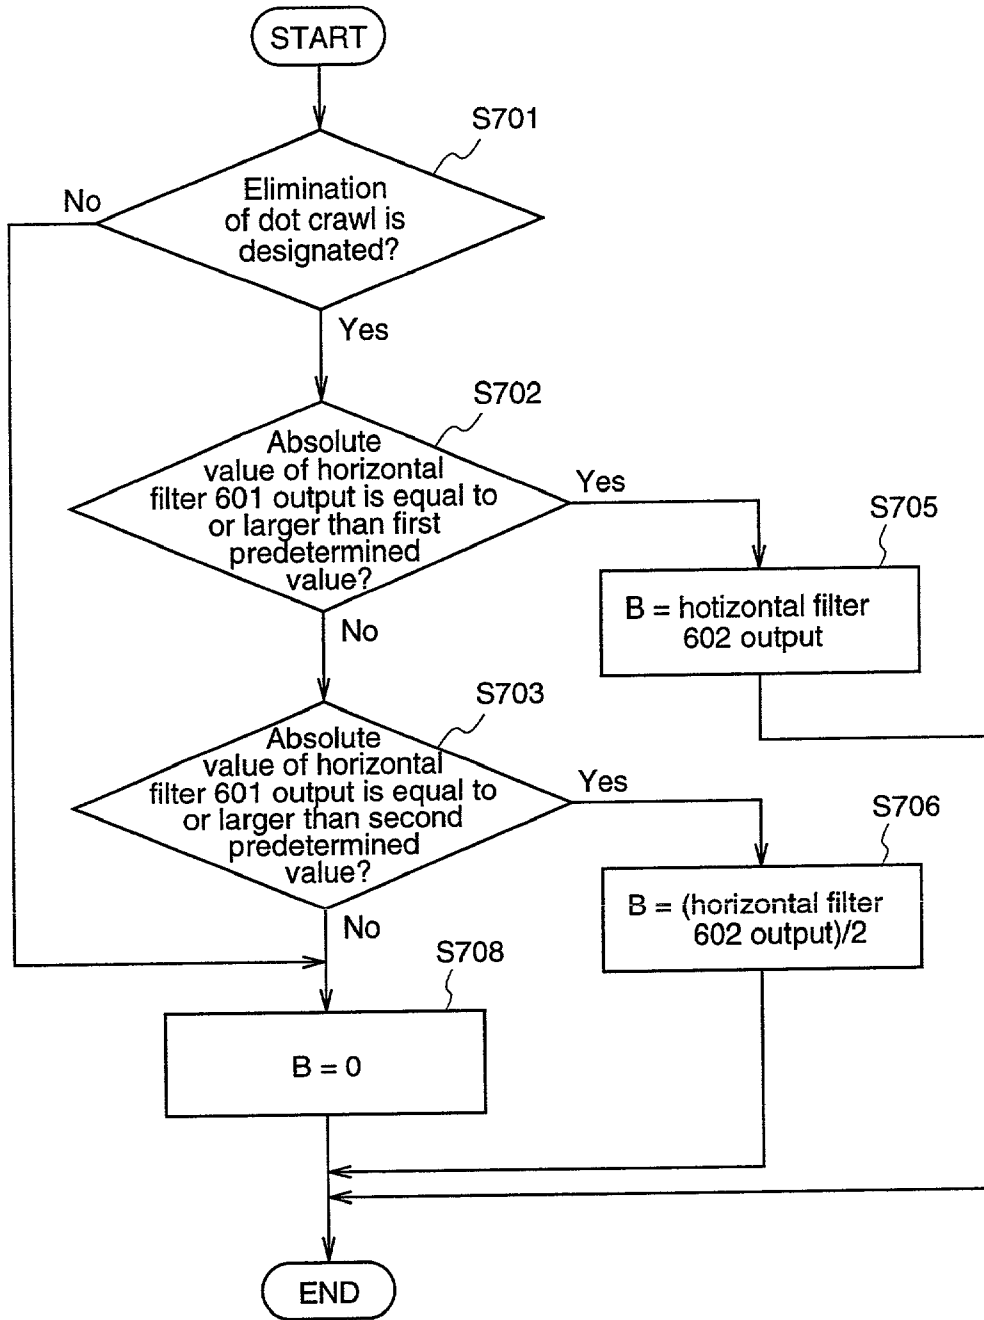 START
S701
Elimination
of dot crawl is
designated?
No
Yes
S702
Absolute
value of horizontal
filter 601 output is equal to
or larger than first
predetermined
value?
Yes
S705
B = hotizontal filter
602 output
No
S703
Absolute
value of horizontal
filter 601 output is equal to
or larger than second
predetermined
value?
Yes
S706
B = (horizontal filter
602 output)/2
No
S708
B = 0
END